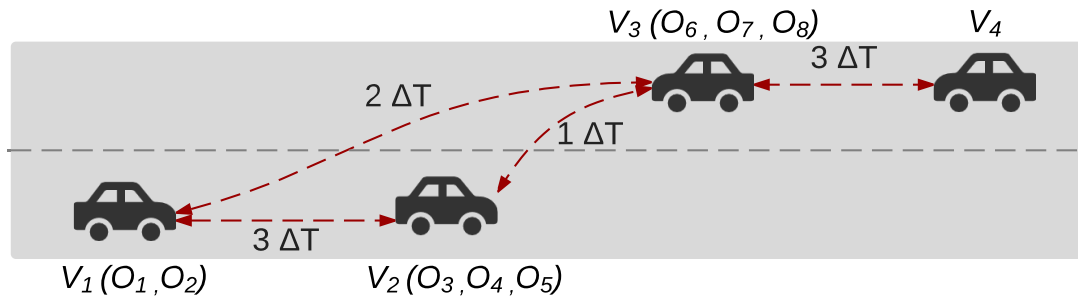 V3 (O6 , O7 , O8) V4
3 ΔT
2 ΔT
1 ΔT
3 ΔT
V1 (O1 ,O2) V2 (O3 ,O4 ,O5)